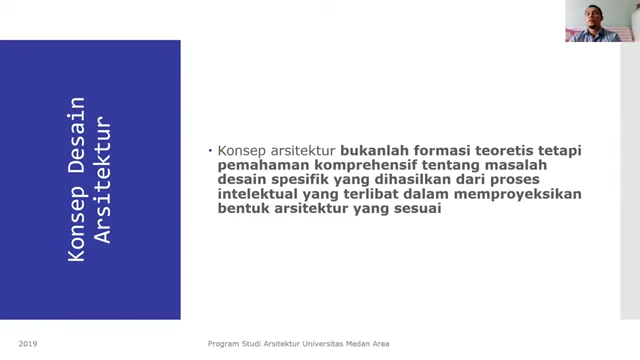 Konsep Desain
Arsitektur
• Konsep arsitektur bukanlah formasi teoretis tetapi
pemahaman komprehensif tentang masalah
desain spesifik yang dihasilkan dari proses
intelektual yang terlibat dalam memproyeksikan
bentuk arsitektur yang sesuai
2019
Program Studi Arsitektur Universitas Medan Area